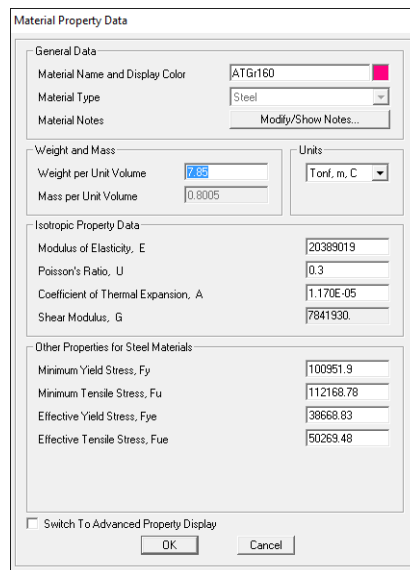 Material Property Data
General Data
Material Name and Display Color ATGr160
Material Type Steel
Material Notes Modify/Show Notes...
Weight and Mass
Weight per Unit Volume 7.85
Mass per Unit Volume 0.8005
Units
Tonf, m, C
Isotropic Property Data
Modulus of Elasticity, E 20389019
Poisson's Ratio, U 0.3
Coefficient of Thermal Expansion, A 1.170E-05
Shear Modulus, G 7841930.
Other Properties for Steel Materials
Minimum Yield Stress, Fy 100951.9
Minimum Tensile Stress, Fu 112168.78
Effective Yield Stress, Fye 38668.83
Effective Tensile Stress, Fue 50269.48
Switch To Advanced Property Display
OK Cancel